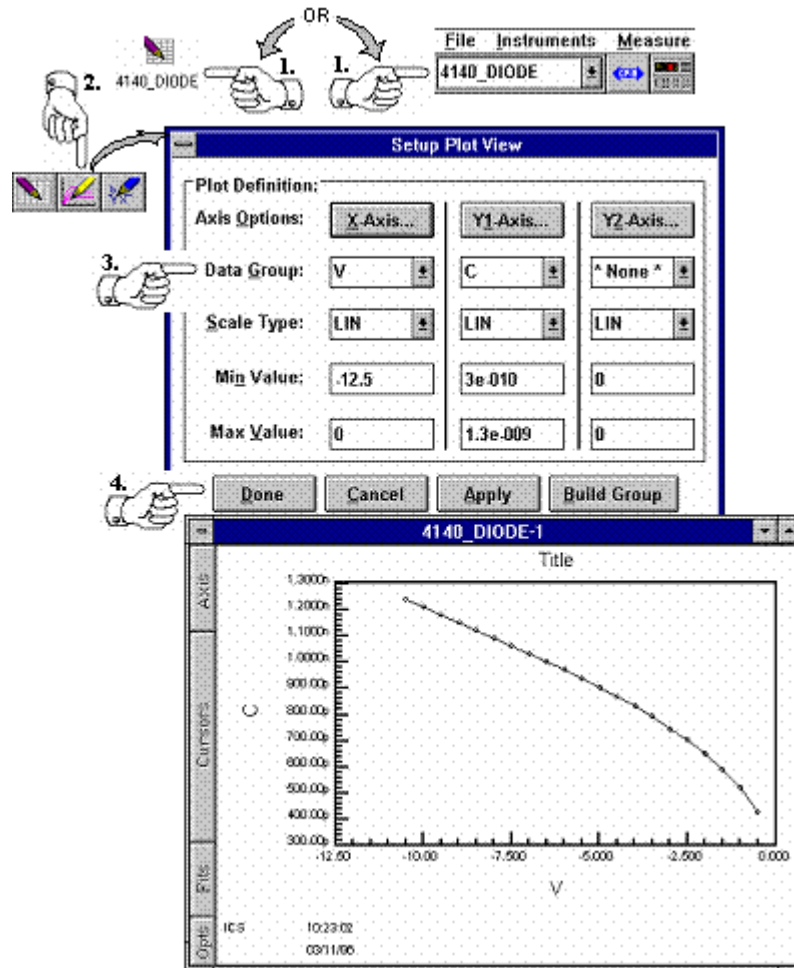 OR
1.
1.
2.
4140_DIODE
File Instruments Measure
4140_DIODE
Setup Plot View
Plot Definition:
Axis Options: X-Axis... Y1-Axis... Y2-Axis...
3.
Data Group: V C * None *
Scale Type: LIN LIN LIN
Min Value: -12.5 3e-010 0
Max Value: 0 1.3e-009 0
4.
Done Cancel Apply Build Group
4140_DIODE-1
Title
Axis
Cursors
Fits
Opts
C
1.3000n
1.2000n
1.1000n
1.0000n
900.00p
800.00p
700.00p
600.00p
500.00p
400.00p
300.00p
-12.50 -10.00 -7.500 -5.000 -2.500 0.000
V
ICS 10:23:02
03/11/96